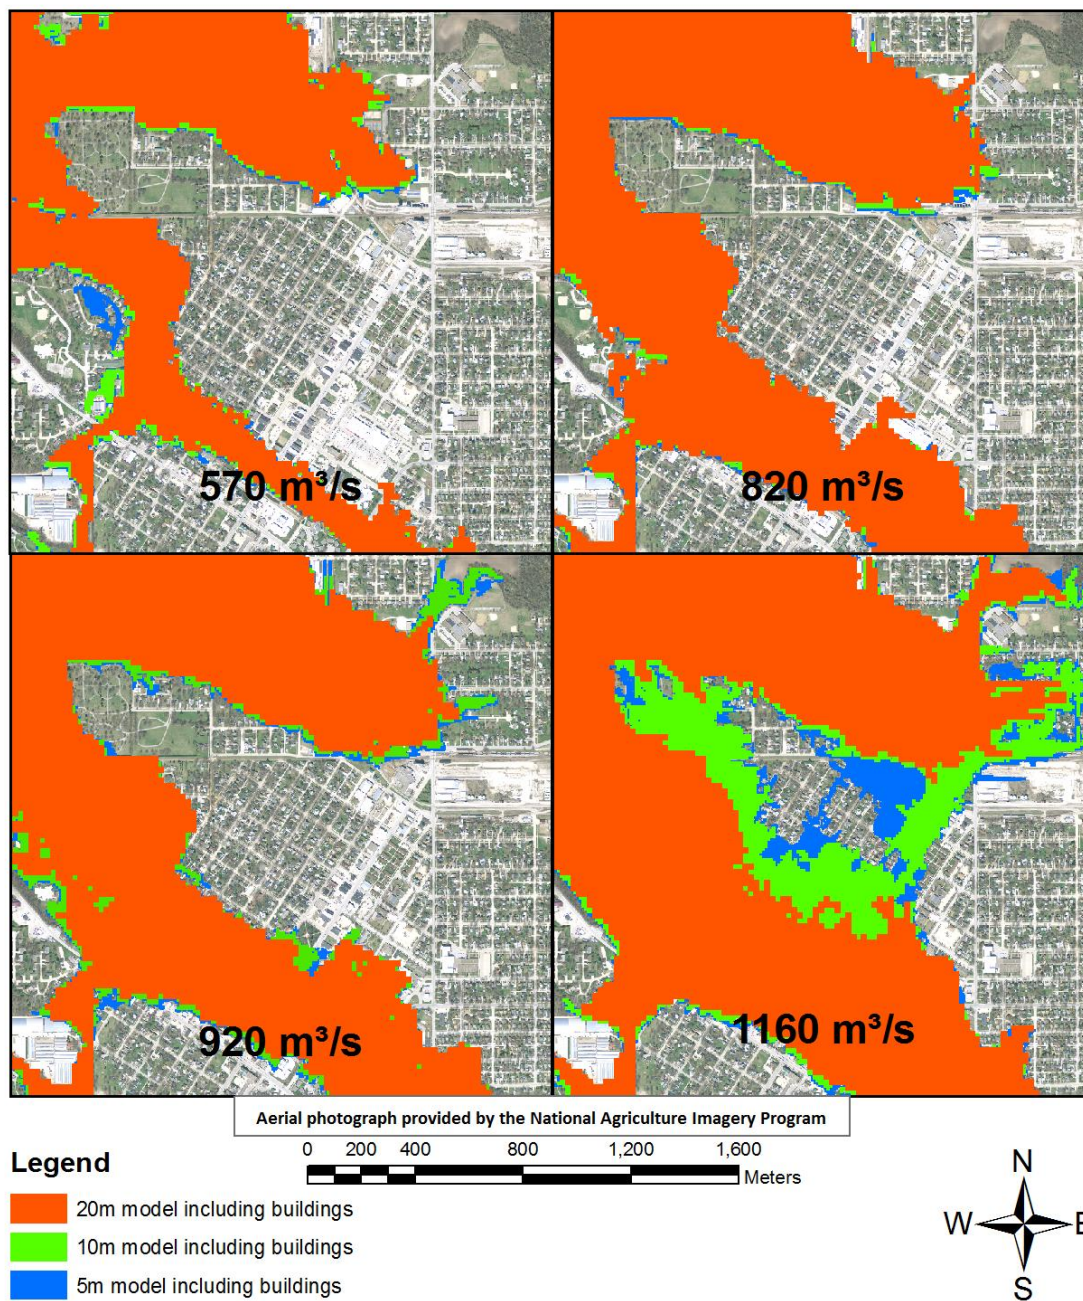 570 m³/s
820 m³/s
920 m³/s
1160 m³/s
Aerial photograph provided by the National Agriculture Imagery Program
Legend
0 200 400 800 1,200 1,600
Meters
20m model including buildings
10m model including buildings
5m model including buildings
N
W E
S